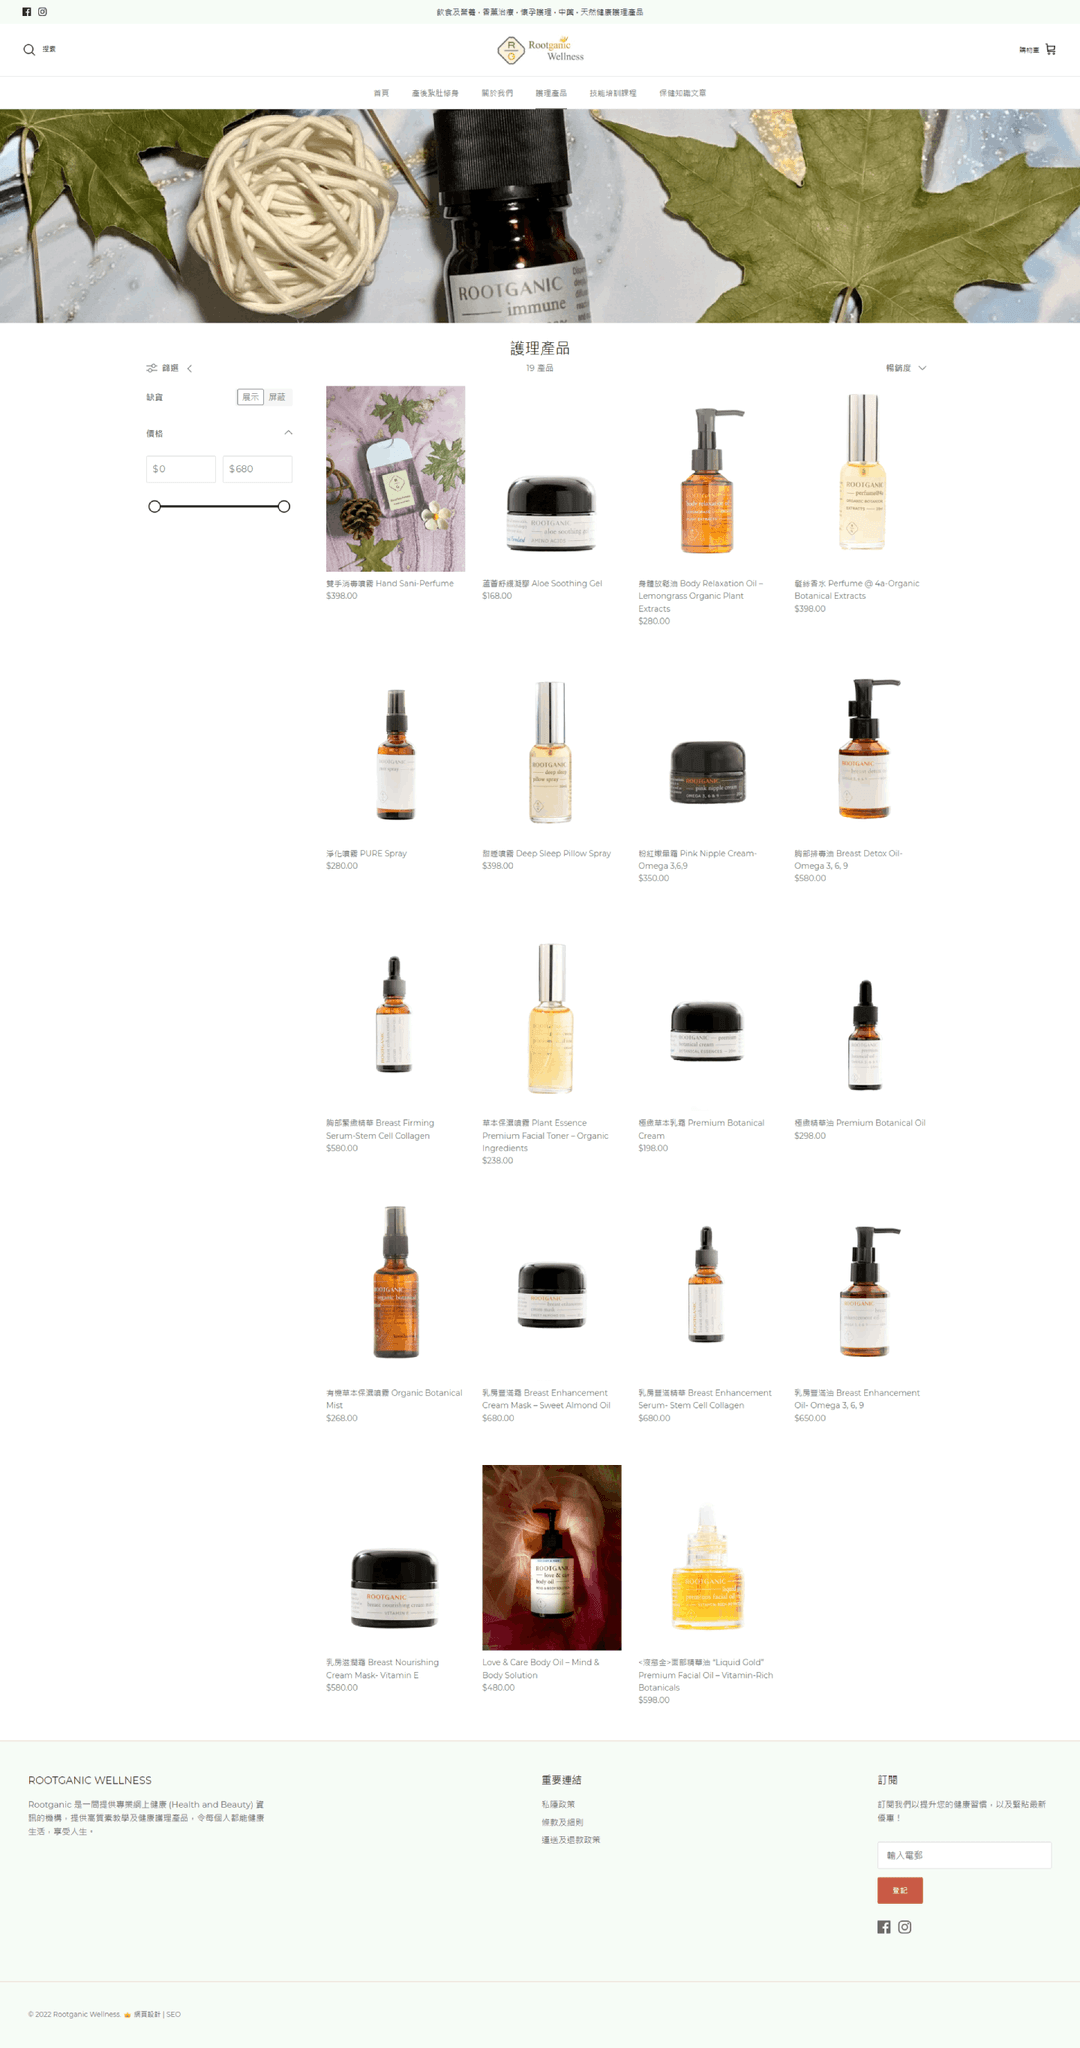 飲食及營養，香薰治療，懷孕護理，中醫，天然健康護理產品
搜索
R
G
Rootganic
Wellness
購物車
首頁
產後紮肚修身
關於我們
護理產品
技能培訓課程
保健知識文章
ROOTGANIC
immune
護理產品
19 產品
篩選
暢銷度
缺貨
展示
屏蔽
價格
$0
$680
雙手消毒噴霧 Hand Sani-Perfume
$398.00
蘆薈舒緩凝膠 Aloe Soothing Gel
$168.00
身體放鬆油 Body Relaxation Oil –
Lemongrass Organic Plant
Extracts
$280.00
髮絲香水 Perfume @ 4a-Organic
Botanical Extracts
$398.00
淨化噴霧 PURE Spray
$280.00
甜睡噴霧 Deep Sleep Pillow Spray
$398.00
粉紅嫩暈霜 Pink Nipple Cream-
Omega 3,6,9
$350.00
胸部排毒油 Breast Detox Oil-
Omega 3, 6, 9
$580.00
胸部緊緻精華 Breast Firming
Serum-Stem Cell Collagen
$580.00
草本保濕噴霧 Plant Essence
Premium Facial Toner – Organic
Ingredients
$238.00
極緻草本乳霜 Premium Botanical
Cream
$198.00
極緻精華油 Premium Botanical Oil
$298.00
有機草本保濕噴霧 Organic Botanical
Mist
$268.00
乳房豐滿霜 Breast Enhancement
Cream Mask – Sweet Almond Oil
$680.00
乳房豐滿精華 Breast Enhancement
Serum- Stem Cell Collagen
$680.00
乳房豐滿油 Breast Enhancement
Oil- Omega 3, 6, 9
$650.00
乳房滋潤霜 Breast Nourishing
Cream Mask- Vitamin E
$580.00
Love & Care Body Oil – Mind &
Body Solution
$480.00
<液態金>面部精華油 "Liquid Gold"
Premium Facial Oil – Vitamin-Rich
Botanicals
$598.00
ROOTGANIC WELLNESS
Rootganic 是一間提供專業網上健康 (Health and Beauty) 資
訊的機構，提供高質素教學及健康護理產品，令每個人都能健康
生活，享受人生。
重要連結
私隱政策
條款及細則
運送及退款政策
訂閱
訂閱我們以提升您的健康習慣，以及緊貼最新
優惠！
輸入電郵
登記
© 2022 Rootganic Wellness. 網頁設計 | SEO